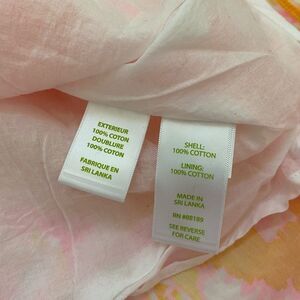 EXTERIEUR
100% COTON
DOUBLURE
100% COTON
FABRIQUE EN
SRI LANKA
SHELL:
100% COTTON
LINING:
100% COTTON
MADE IN
SRI LANKA
RN #88189
SEE REVERSE
FOR CARE